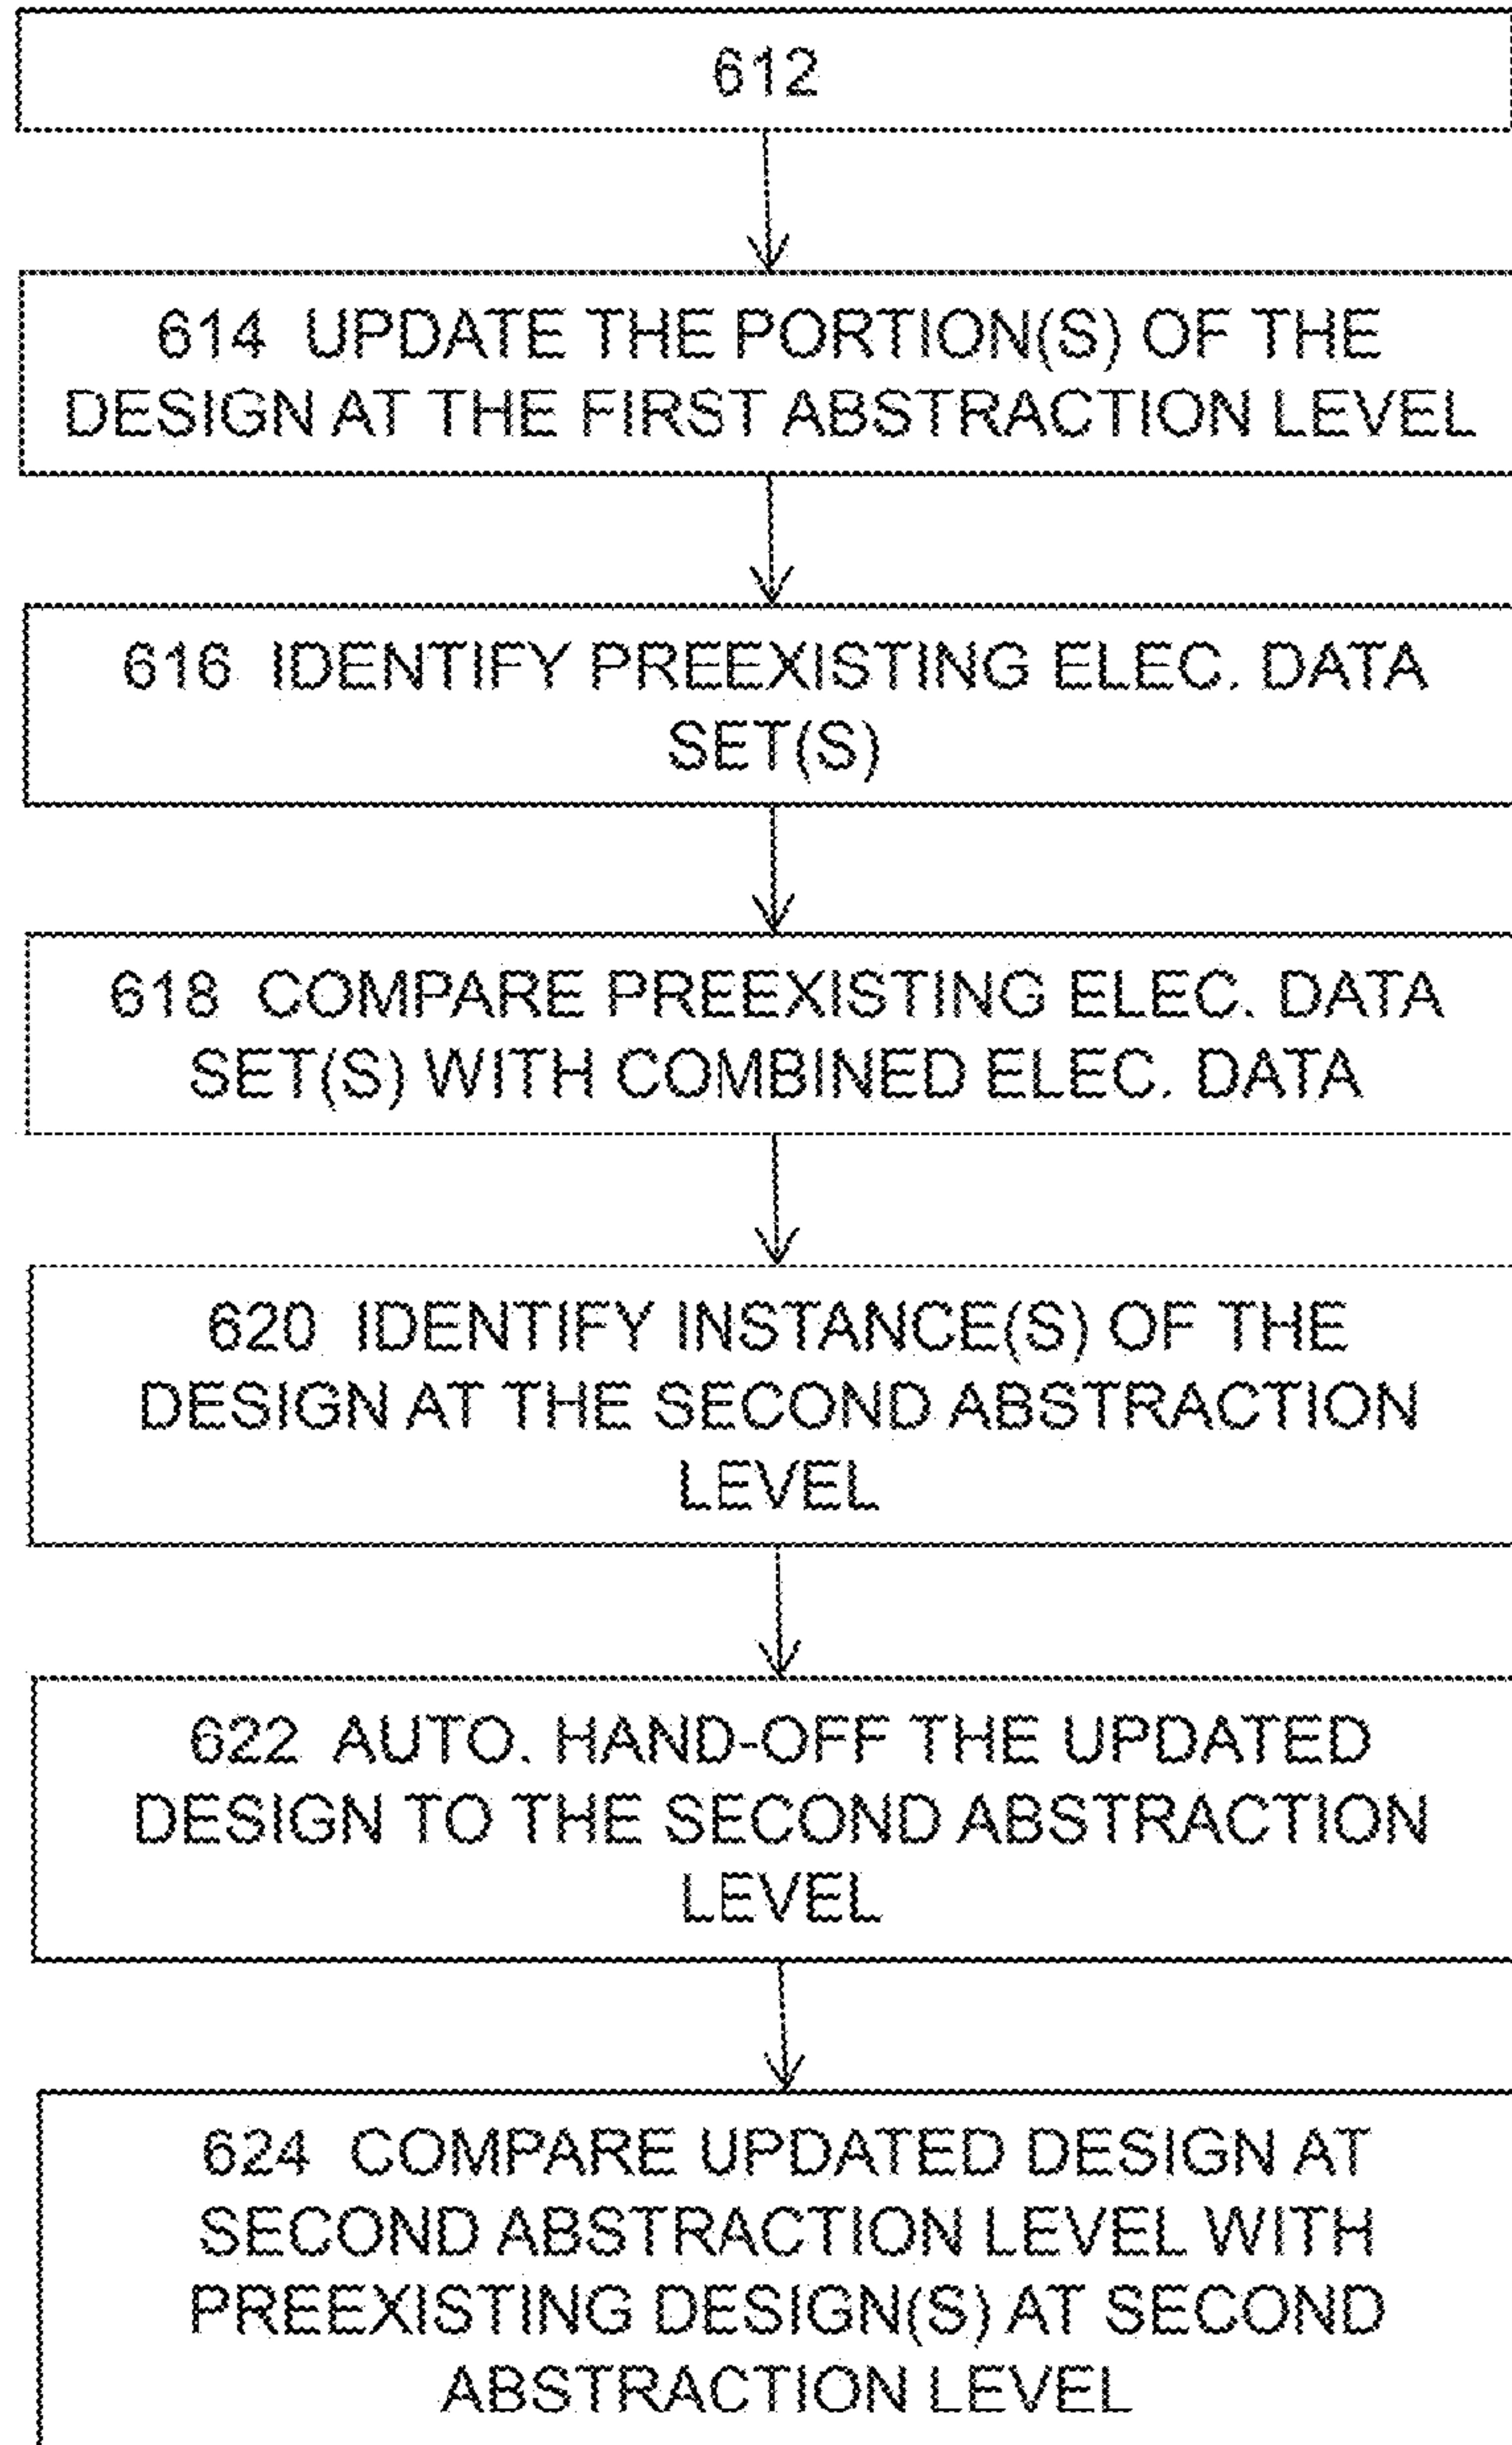 612
614 UPDATE THE PORTION(S) OF THE
DESIGN AT THE FIRST ABSTRACTION LEVEL
616 IDENTIFY PREEXISTING ELEC. DATA
SET(S)
618 COMPARE PREEXISTING ELEC. DATA
SET(S) WITH COMBINED ELEC. DATA
620 IDENTIFY INSTANCE(S) OF THE
DESIGN AT THE SECOND ABSTRACTION
LEVEL
622 AUTO. HAND-OFF THE UPDATED
DESIGN TO THE SECOND ABSTRACTION
LEVEL
624 COMPARE UPDATED DESIGN AT
SECOND ABSTRACTION LEVEL WITH
PREEXISTING DESIGN(S) AT SECOND
ABSTRACTION LEVEL